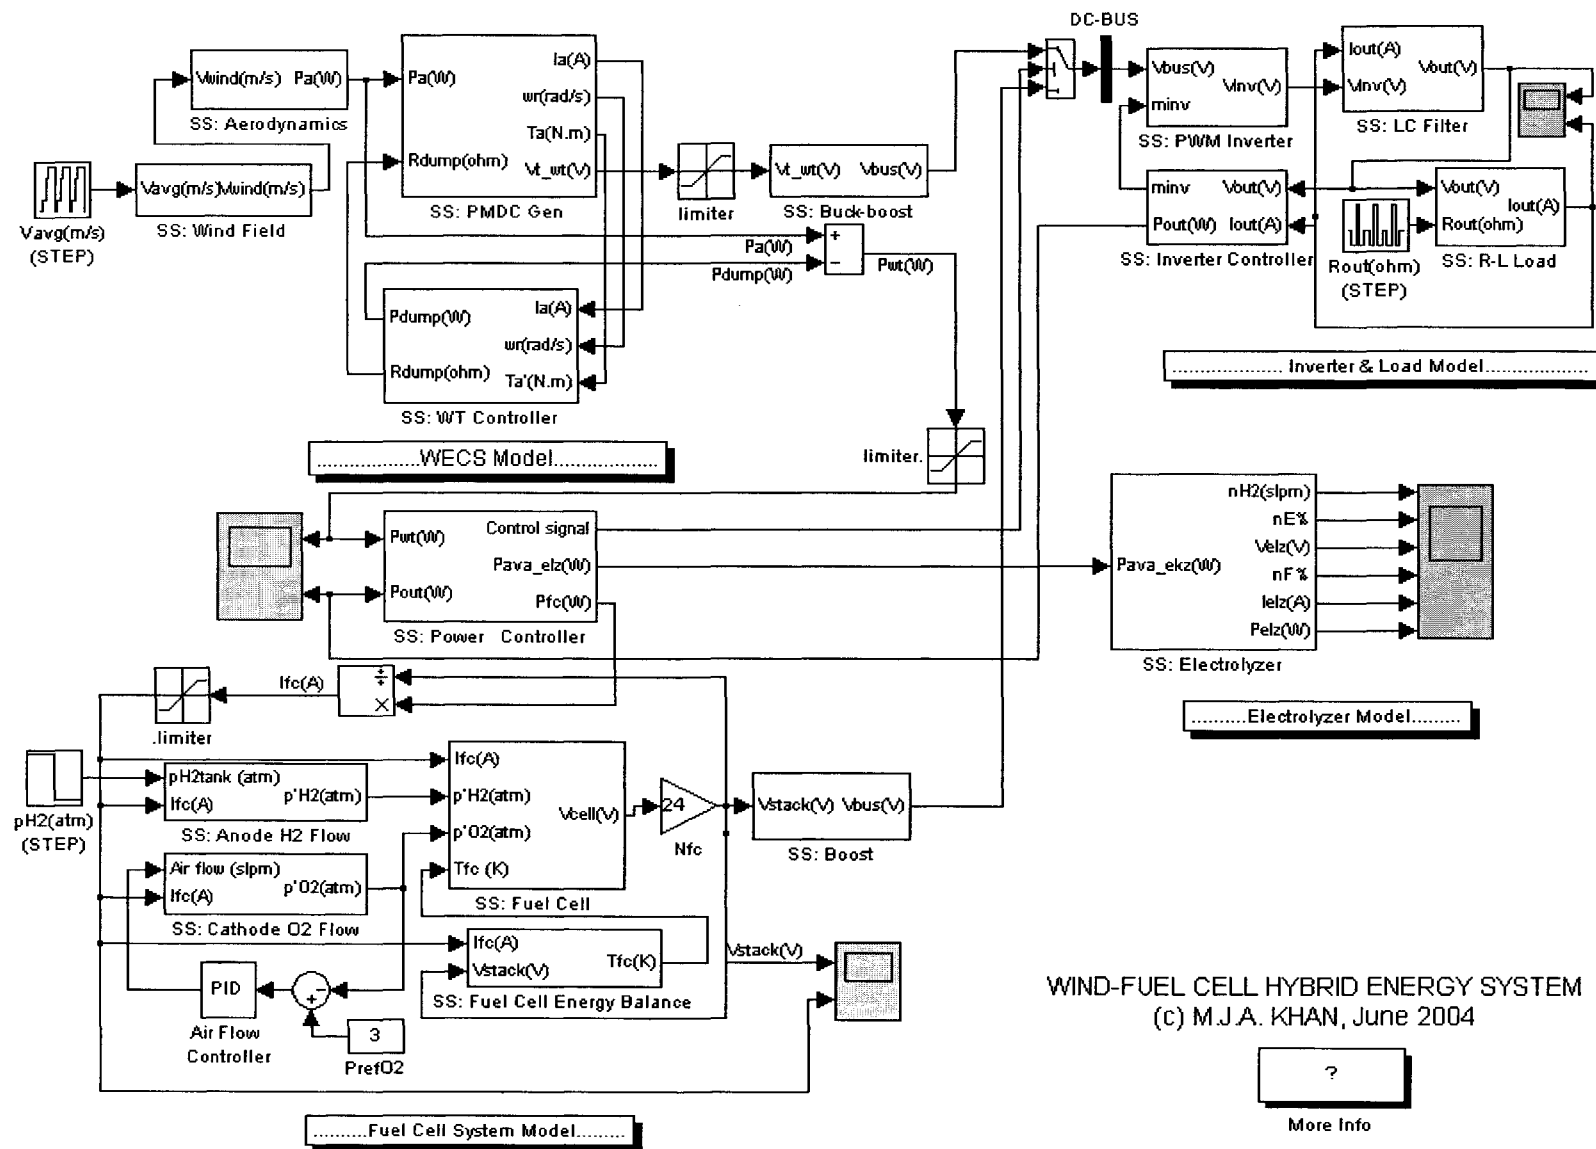 DC-BUS
Vwind(m/s) Pa(W)
SS: Aerodynamics
Vavg(m/s) Vwind(m/s)
SS: Wind Field
Vavg(m/s)
(STEP)
Pa(W)
Rdump(ohm)
Ia(A)
wr(rad/s)
Ta(N.m)
Vt_wt(V)
SS: PMDC Gen
limiter
Vt_wt(V) Vbus(V)
SS: Buck-boost
+
−
Pa(W)
Pdump(W)
Pwt(W)
Pdump(W)
Rdump(ohm)
Ia(A)
wr(rad/s)
Ta'(N.m)
SS: WT Controller
..................WECS Model..................
limiter.
Vbus(V)
minv
VInv(V)
SS: PWM Inverter
Iout(A)
VInv(V)
Vout(V)
SS: LC Filter
minv
Pout(W)
Vout(V)
Iout(A)
SS: Inverter Controller
Rout(ohm)
(STEP)
Vout(V)
Rout(ohm)
Iout(A)
SS: R-L Load
.................. Inverter & Load Model..................
Pwt(W)
Pout(W)
Control signal
Pava_elz(W)
Pfc(W)
SS: Power Controller
Pava_ekz(W)
nH2(slpm)
nE%
Velz(V)
nF%
Ielz(A)
Pelz(W)
SS: Electrolyzer
.........Electrolyzer Model.........
Ifc(A)
÷
×
.limiter
pH2(atm)
(STEP)
pH2tank (atm)
Ifc(A)
p'H2(atm)
SS: Anode H2 Flow
Air flow (slpm)
Ifc(A)
p'O2(atm)
SS: Cathode O2 Flow
Ifc(A)
p'H2(atm)
p'O2(atm)
Tfc (K)
Vcell(V)
SS: Fuel Cell
24
Nfc
Vstack(V) Vbus(V)
SS: Boost
Ifc(A)
Vstack(V)
Tfc(K)
SS: Fuel Cell Energy Balance
Vstack(V)
PID
Air Flow
Controller
−
+
3
PrefO2
.........Fuel Cell System Model.........
WIND-FUEL CELL HYBRID ENERGY SYSTEM
(c) M.J.A. KHAN, June 2004
?
More Info